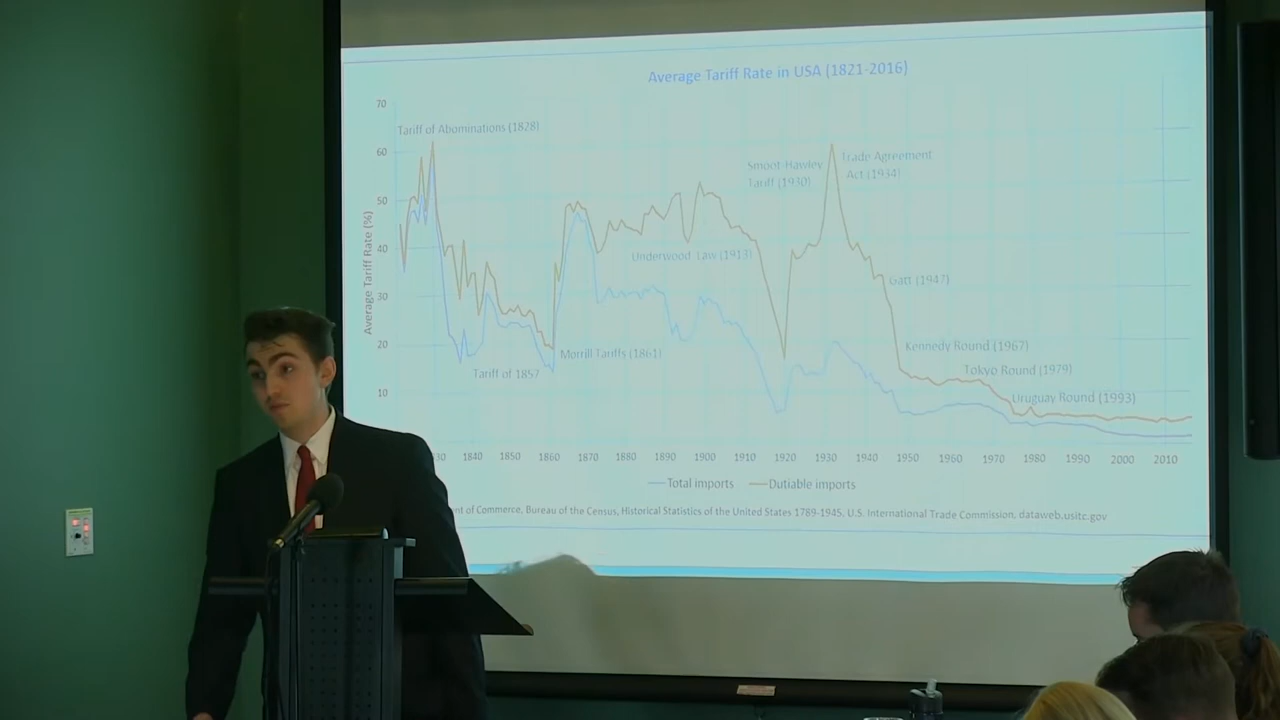 Average Tariff Rate in USA (1821-2016)
70
Tariff of Abominations (1828)
60
Smoot-Hawley
Tariff (1930)
Trade Agreement
Act (1934)
50
40
Underwood Law (1913)
Gatt (1947)
30
20
Kennedy Round (1967)
Morrill Tariffs (1861)
Tokyo Round (1979)
Tariff of 1857
10
Uruguay Round (1993)
Average Tariff Rate (%)
30 1840 1850 1860 1870 1880 1890 1900 1910 1920 1930 1940 1950 1960 1970 1980 1990 2000 2010
Total imports Dutiable imports
nt of Commerce, Bureau of the Census, Historical Statistics of the United States 1789-1945, U.S. International Trade Commission, dataweb.usitc.gov